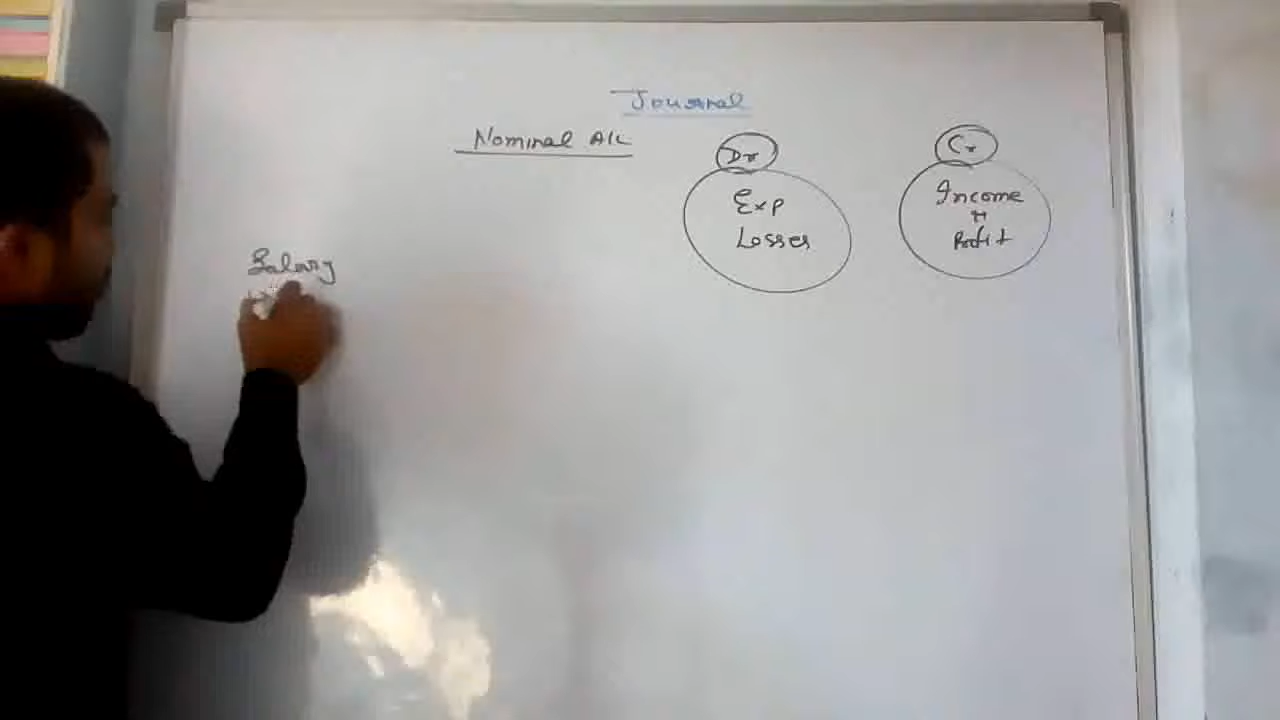 Journal
Nominal A/c
Dr
Cr
Exp
Losses
Income
Profit
Salary